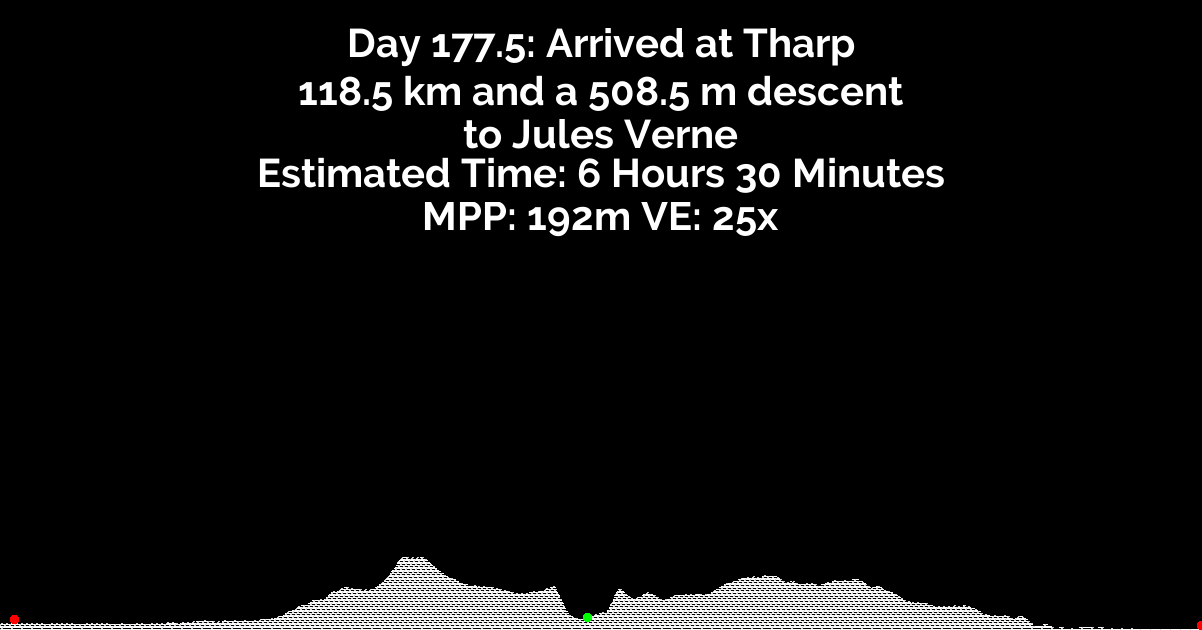 Day 177.5: Arrived at Tharp
118.5 km and a 508.5 m descent
to Jules Verne
Estimated Time: 6 Hours 30 Minutes
MPP: 192m VE: 25x